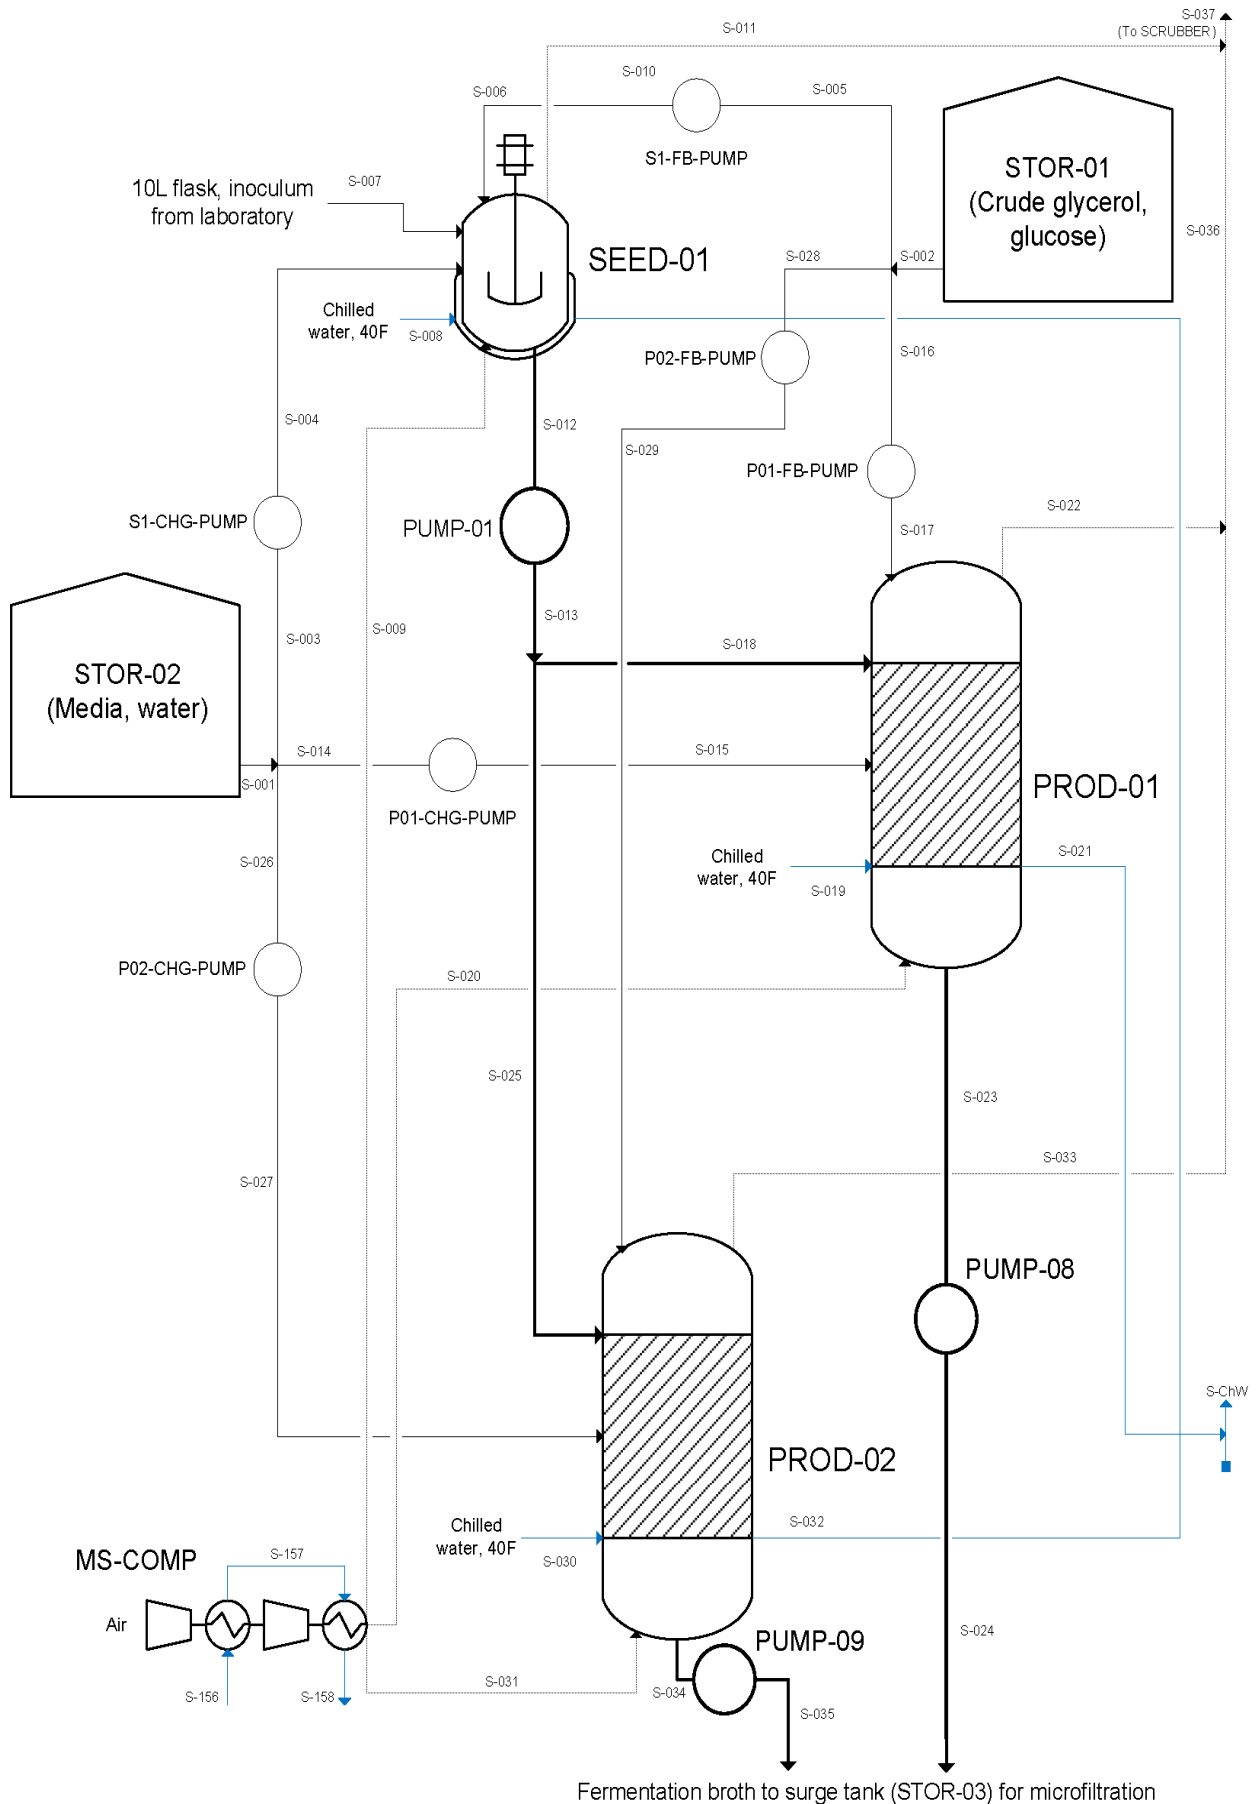 S-037
(To SCRUBBER)
S-011
S-010
S-006
S-005
S1-FB-PUMP
STOR-01
(Crude glycerol,
glucose)
S-007
10L flask, inoculum
from laboratory
S-036
SEED-01
S-028
S-002
Chilled
water, 40F
S-008
P02-FB-PUMP
S-016
S-004
S-012
S-029
P01-FB-PUMP
S1-CHG-PUMP
PUMP-01
S-022
S-017
S-013
S-003
S-009
S-018
STOR-02
(Media, water)
S-014
S-015
S-001
PROD-01
P01-CHG-PUMP
S-026
Chilled
water, 40F
S-021
S-019
P02-CHG-PUMP
S-020
S-025
S-023
S-033
S-027
PUMP-08
S-ChW
PROD-02
Chilled
water, 40F
S-032
S-030
MS-COMP
S-157
Air
PUMP-09
S-024
S-031
S-034
S-156
S-158
S-035
Fermentation broth to surge tank (STOR-03) for microfiltration